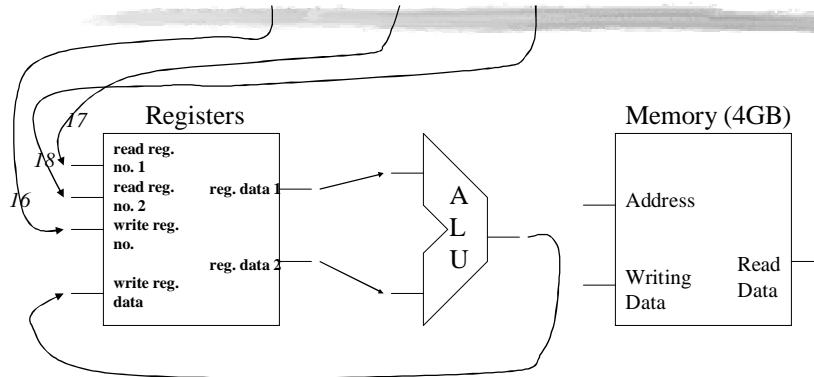 Registers
Memory (4GB)
17
18
16
read reg.
no. 1
read reg.
no. 2
write reg.
no.
write reg.
data
reg. data 1
reg. data 2
A
L
U
Address
Writing
Data
Read
Data